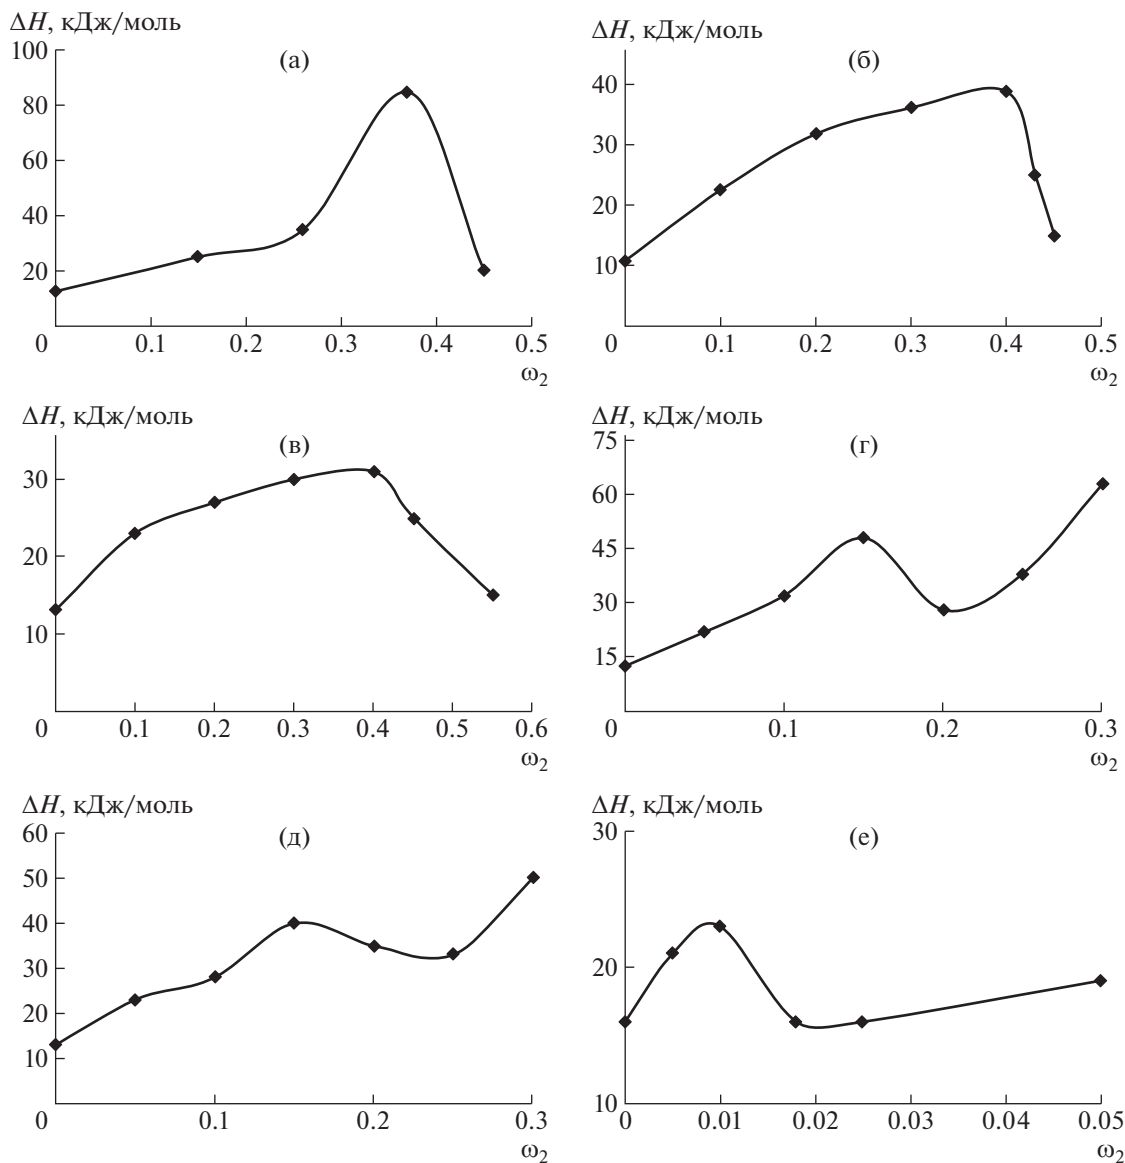 ΔH, кДж/моль
(а)
100
80
60
40
20
0 0.1 0.2 0.3 0.4 0.5
ω₂
ΔH, кДж/моль
(б)
40
30
20
10
0 0.1 0.2 0.3 0.4 0.5
ω₂
ΔH, кДж/моль
(в)
30
20
10
0 0.1 0.2 0.3 0.4 0.5 0.6
ω₂
ΔH, кДж/моль
(г)
75
60
45
30
15
0 0.1 0.2 0.3
ω₂
ΔH, кДж/моль
(д)
60
50
40
30
20
10
0 0.1 0.2 0.3
ω₂
ΔH, кДж/моль
(е)
30
20
10
0 0.01 0.02 0.03 0.04 0.05
ω₂